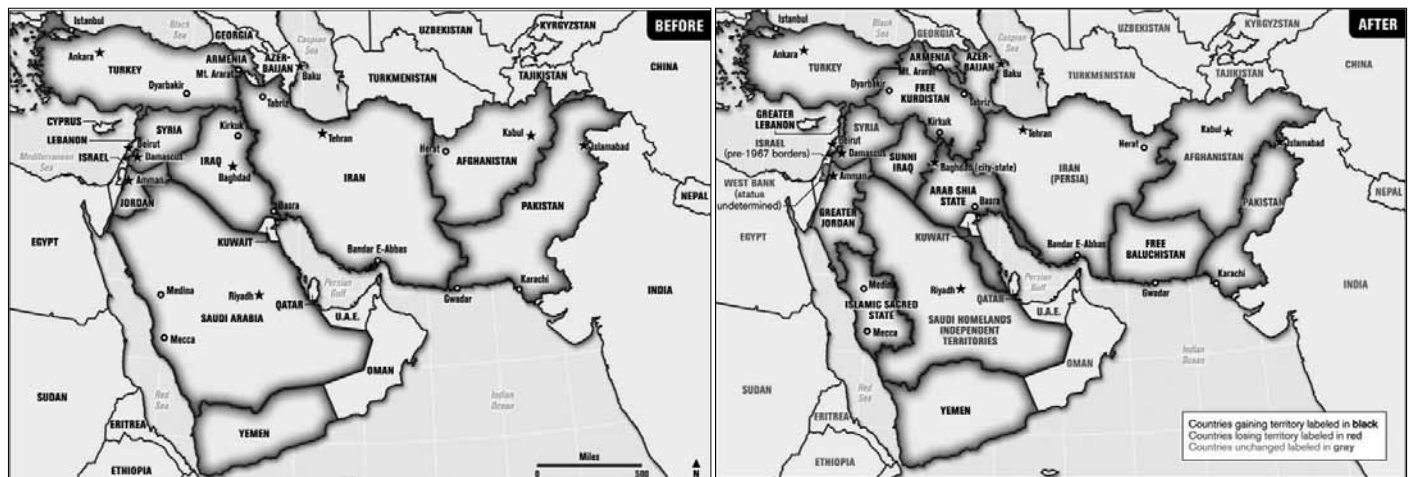 BEFORE
Istanbul
Black
Sea
GEORGIA
Caspian
Sea
UZBEKISTAN
KYRGYZSTAN
Ankara
TURKEY
ARMENIA
Mt. Ararat
AZER-
BAIJAN
Baku
TURKMENISTAN
TAJIKISTAN
CHINA
Dyarbakir
Tabriz
CYPRUS
LEBANON
SYRIA
Beirut
Kirkuk
Tehran
Herat
Kabul
Islamabad
Mediterranean
Sea
ISRAEL
Damascus
IRAQ
Baghdad
AFGHANISTAN
Amman
JORDAN
IRAN
PAKISTAN
NEPAL
Basra
EGYPT
KUWAIT
Bandar E-Abbas
Persian
Gulf
Karachi
Gwadar
INDIA
Medina
Riyadh
QATAR
U.A.E.
SAUDI ARABIA
Mecca
OMAN
SUDAN
Red
Sea
Indian
Ocean
ERITREA
YEMEN
ETHIOPIA
Miles
0
500
N
AFTER
Istanbul
Black
Sea
GEORGIA
Caspian
Sea
UZBEKISTAN
KYRGYZSTAN
Ankara
TURKEY
ARMENIA
Mt. Ararat
AZER-
BAIJAN
Baku
TURKMENISTAN
TAJIKISTAN
CHINA
Dyarbakir
FREE
KURDISTAN
Tabriz
GREATER
LEBANON
SYRIA
Beirut
Kirkuk
Tehran
Herat
Kabul
Islamabad
ISRAEL
(pre-1967 borders)
Damascus
SUNNI
IRAQ
Baghdad (city-state)
IRAN
(PERSIA)
AFGHANISTAN
WEST BANK
(status
undetermined)
Amman
GREATER
JORDAN
ARAB SHIA
STATE
Basra
PAKISTAN
NEPAL
EGYPT
KUWAIT
Bandar E-Abbas
FREE
BALUCHISTAN
Persian
Gulf
Karachi
Gwadar
INDIA
Medina
Riyadh
QATAR
U.A.E.
ISLAMIC SACRED
STATE
Mecca
SAUDI HOMELANDS
INDEPENDENT
TERRITORIES
OMAN
SUDAN
Red
Sea
Indian
Ocean
ERITREA
YEMEN
ETHIOPIA
Countries gaining territory labeled in black
Countries losing territory labeled in red
Countries unchanged labeled in gray